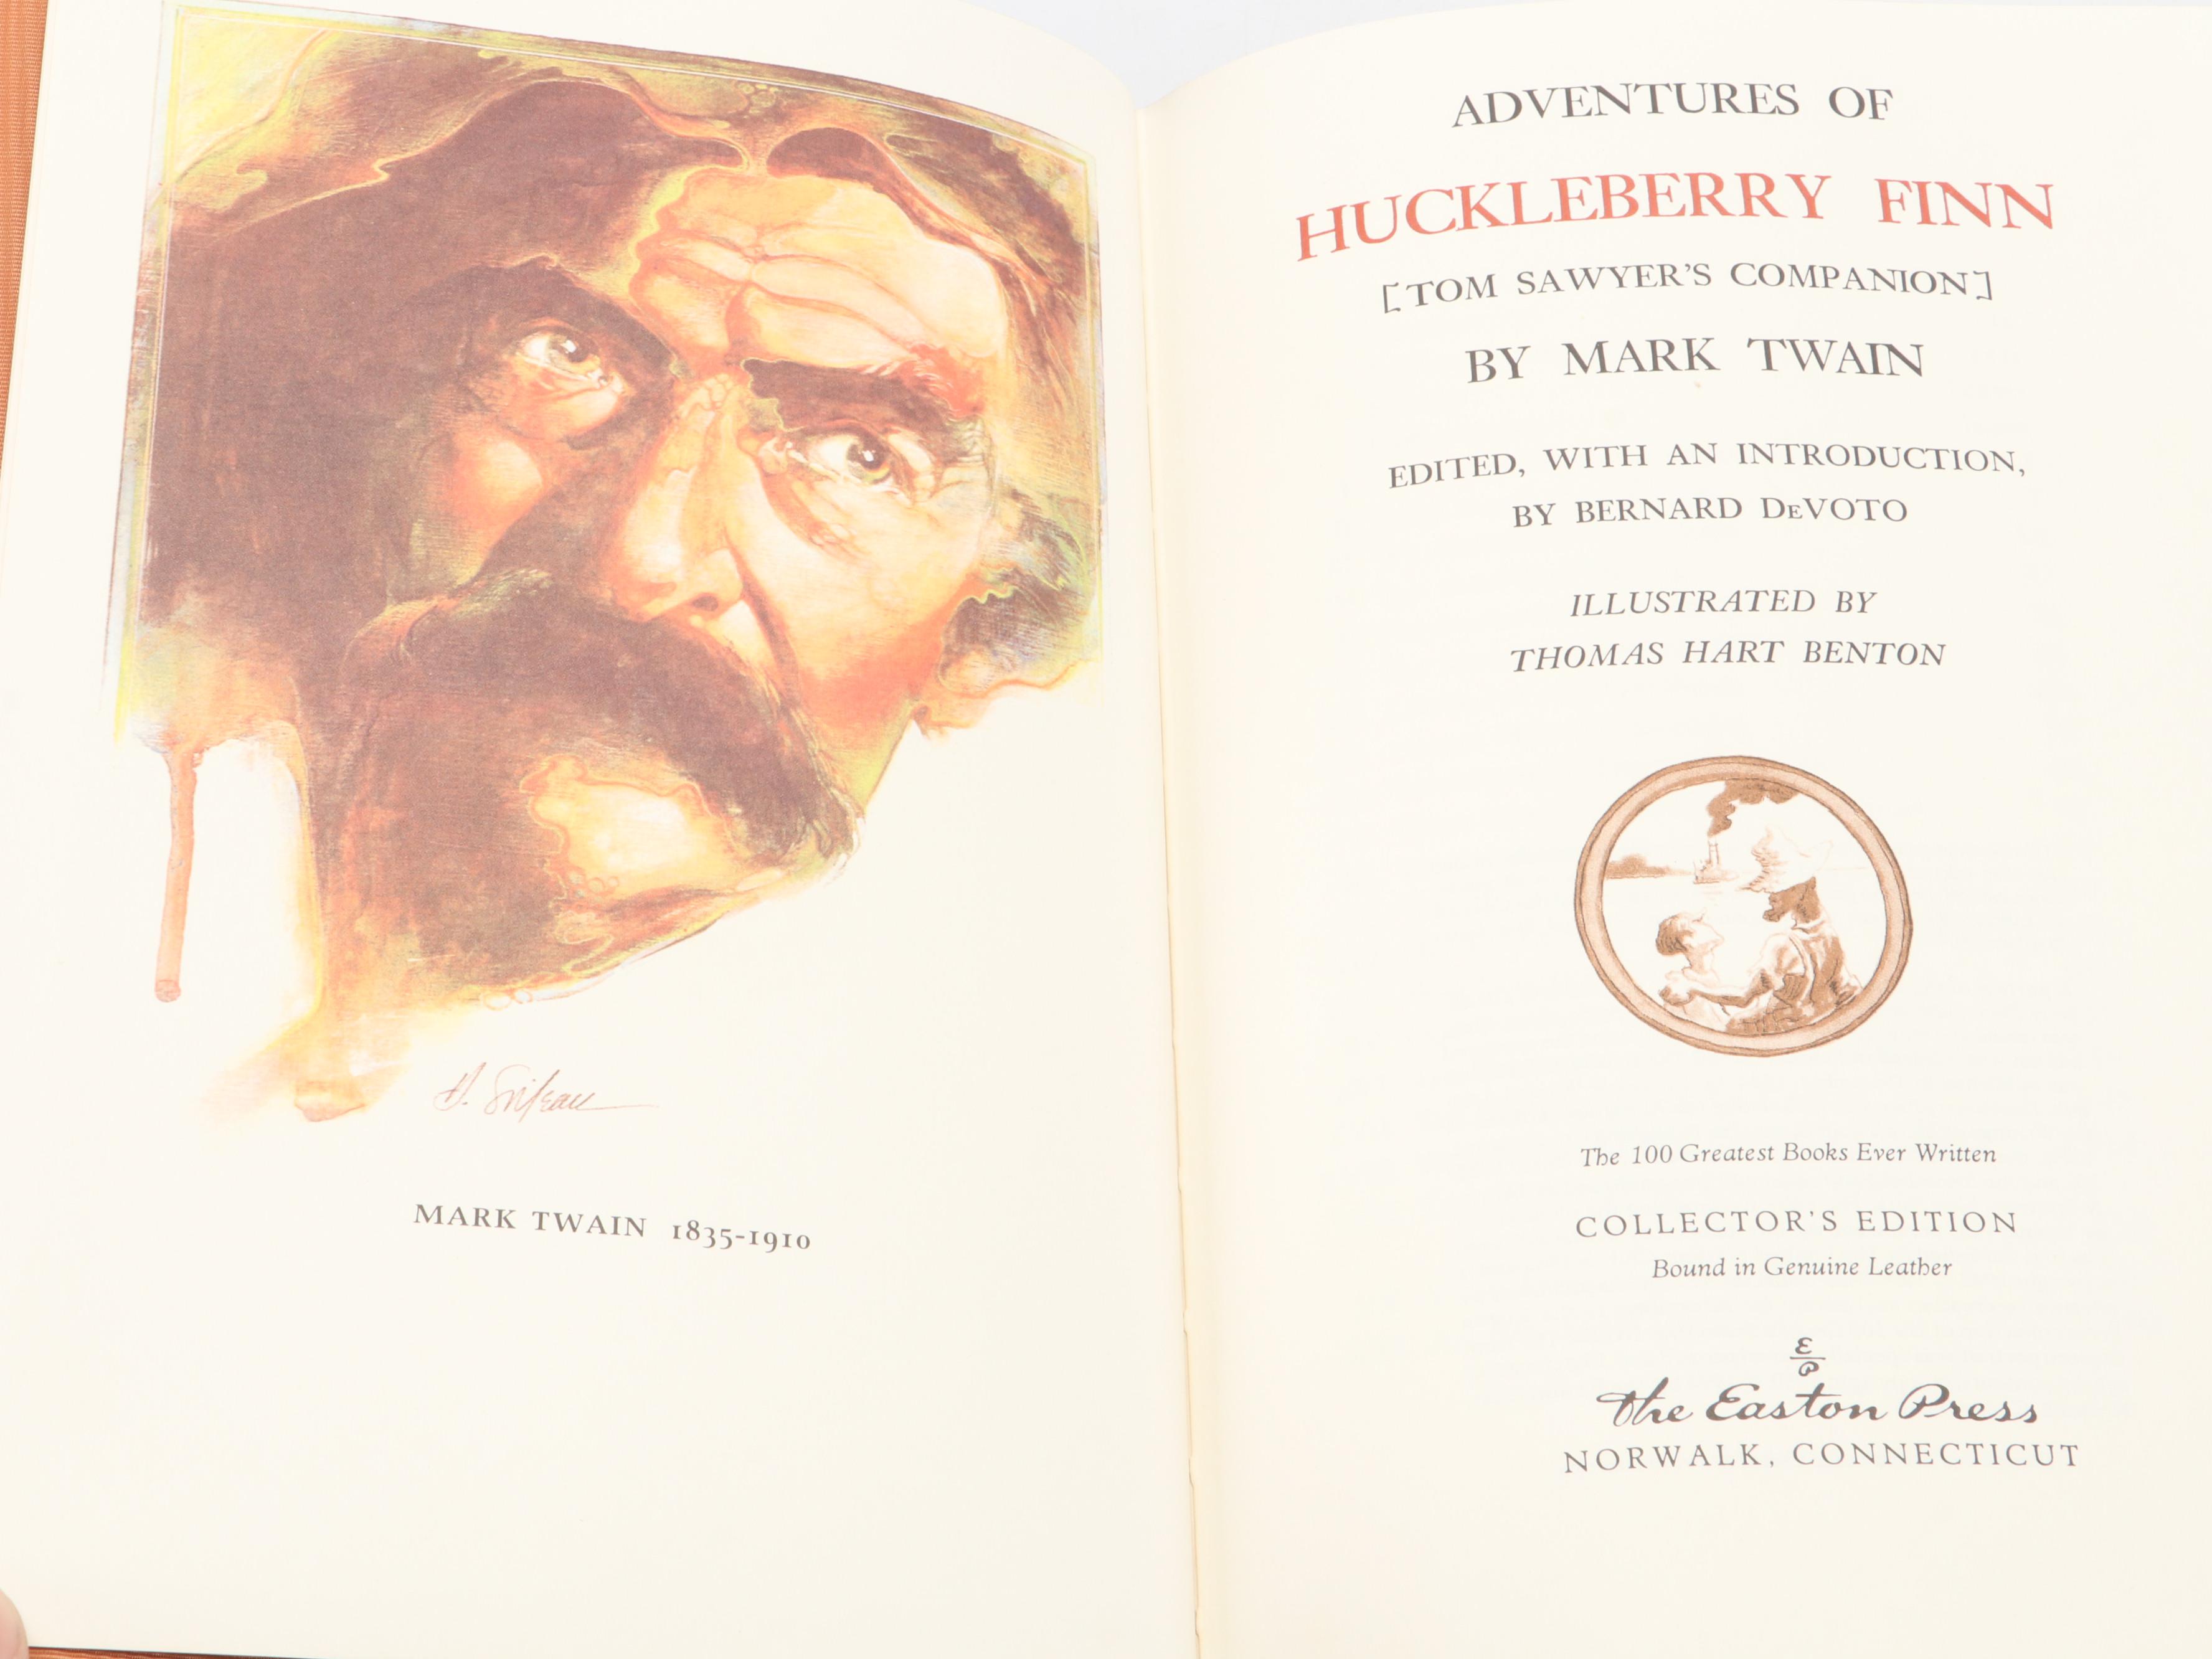 MARK TWAIN 1835-1910
ADVENTURES OF
HUCKLEBERRY FINN
[TOM SAWYER'S COMPANION]
BY MARK TWAIN
EDITED, WITH AN INTRODUCTION,
BY BERNARD DeVOTO
ILLUSTRATED BY
THOMAS HART BENTON
The 100 Greatest Books Ever Written
COLLECTOR'S EDITION
Bound in Genuine Leather
E
P
The Easton Press
NORWALK, CONNECTICUT